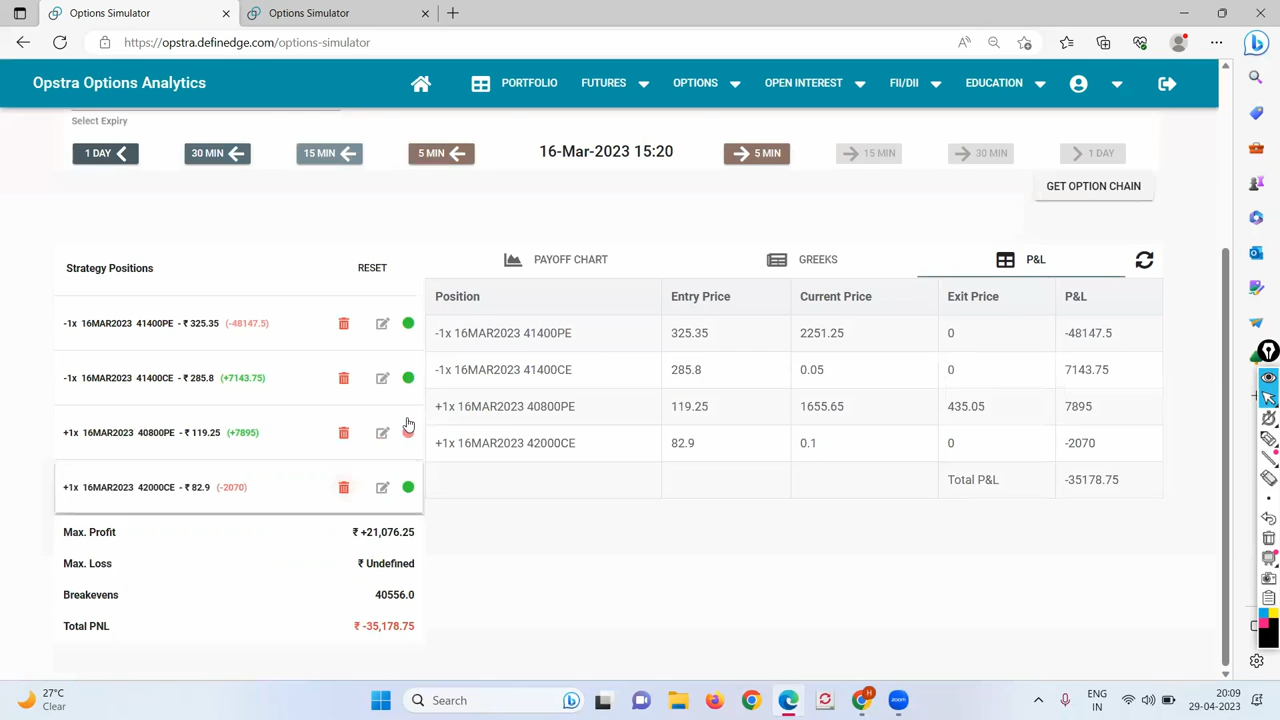 Options Simulator
Options Simulator
https://opstra.definedge.com/options-simulator
Opstra Options Analytics
PORTFOLIO
FUTURES
OPTIONS
OPEN INTEREST
FII/DII
EDUCATION
Select Expiry
1 DAY
30 MIN
15 MIN
5 MIN
16-Mar-2023 15:20
5 MIN
15 MIN
30 MIN
1 DAY
GET OPTION CHAIN
Strategy Positions
RESET
PAYOFF CHART
GREEKS
P&L
Position Entry Price Current Price Exit Price P&L
-1x 16MAR2023 41400PE - ₹ 325.35 (-48147.5)
-1x 16MAR2023 41400PE 325.35 2251.25 0 -48147.5
-1x 16MAR2023 41400CE - ₹ 285.8 (+7143.75)
-1x 16MAR2023 41400CE 285.8 0.05 0 7143.75
+1x 16MAR2023 40800PE - ₹ 119.25 (+7895)
+1x 16MAR2023 40800PE 119.25 1655.65 435.05 7895
+1x 16MAR2023 42000CE - ₹ 82.9 (-2070)
+1x 16MAR2023 42000CE 82.9 0.1 0 -2070
Total P&L -35178.75
Max. Profit ₹ +21,076.25
Max. Loss ₹ Undefined
Breakevens 40556.0
Total PNL ₹ -35,178.75
27°C
Clear
Search
H
zoom
ENG
IN
20:09
29-04-2023